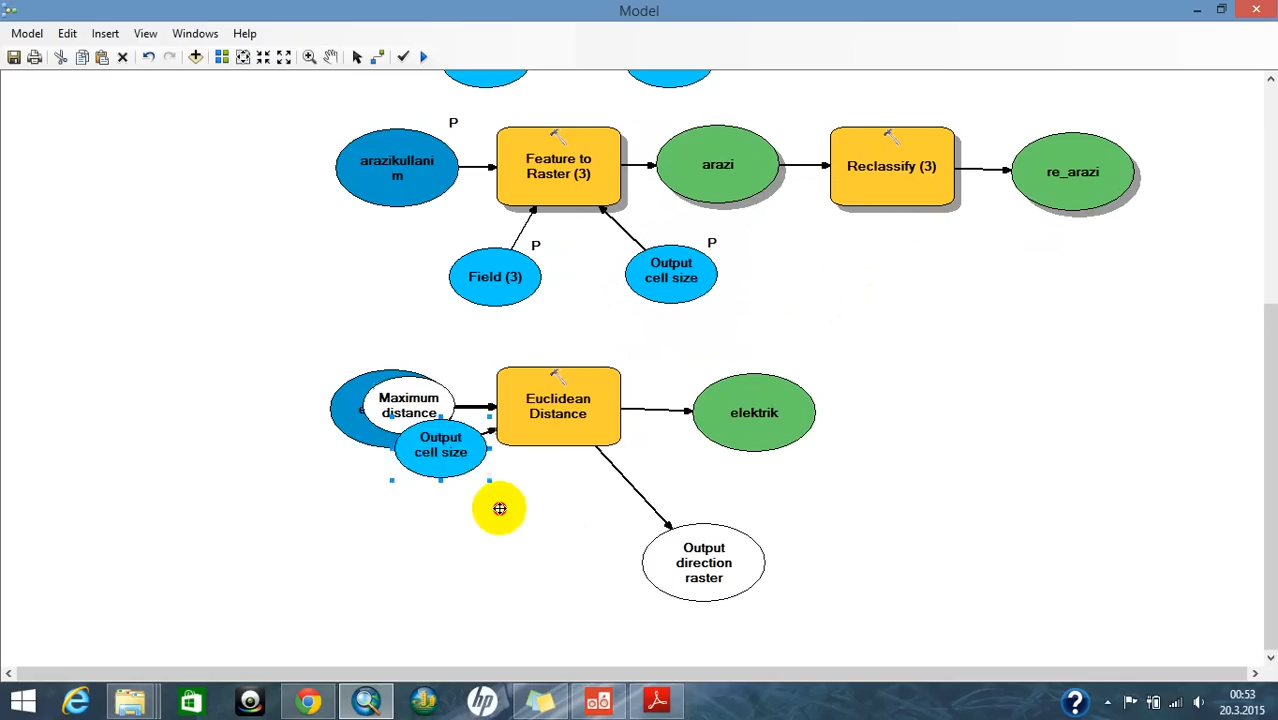 Model
Model Edit Insert View Windows Help
P
arazikullani
m
Feature to
Raster (3)
arazi
Reclassify (3)
re_arazi
P
P
Field (3)
Output
cell size
Maximum
distance
Output
cell size
Euclidean
Distance
elektrik
Output
direction
raster
hp
?
00:53
20.3.2015